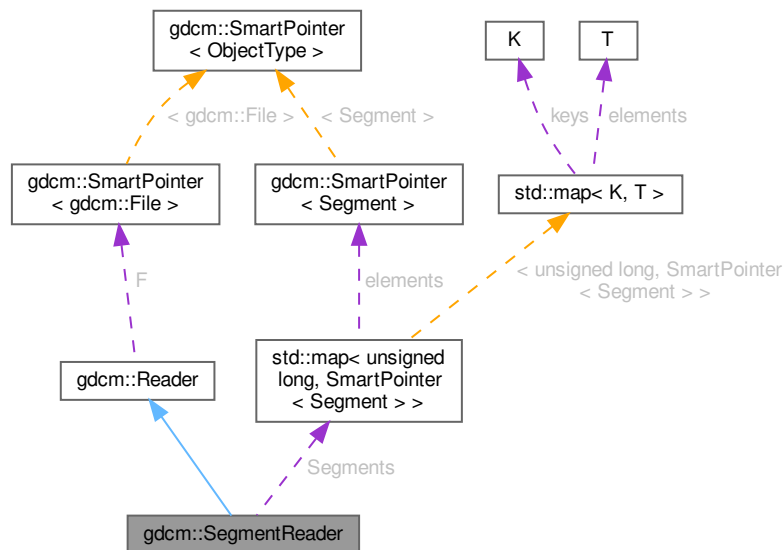 gdcm::SmartPointer
< ObjectType >
K
T
< gdcm::File >
< Segment >
keys
elements
gdcm::SmartPointer
< gdcm::File >
gdcm::SmartPointer
< Segment >
std::map< K, T >
F
elements
< unsigned long, SmartPointer
< Segment > >
gdcm::Reader
std::map< unsigned
long, SmartPointer
< Segment > >
Segments
gdcm::SegmentReader